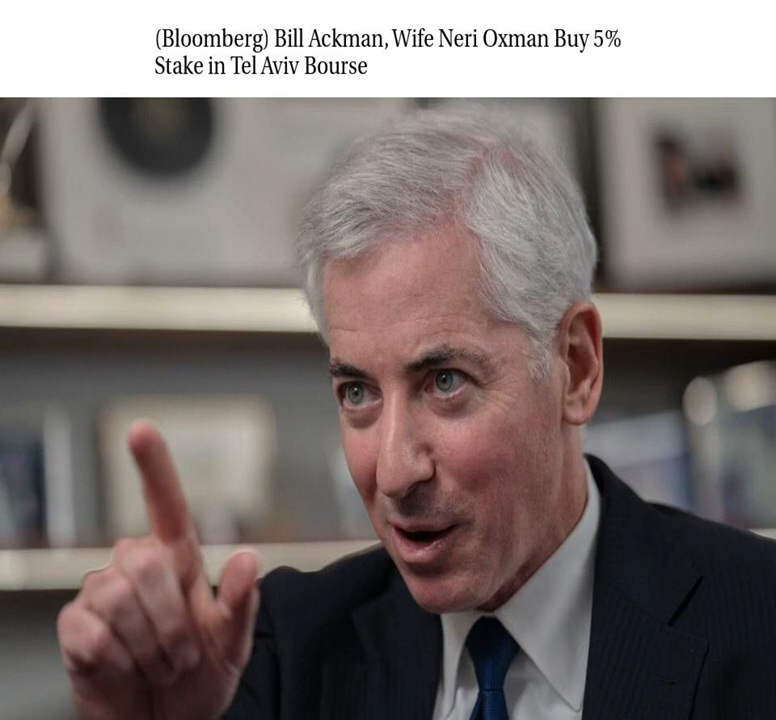 (Bloomberg) Bill Ackman, Wife Neri Oxman Buy 5%
Stake in Tel Aviv Bourse